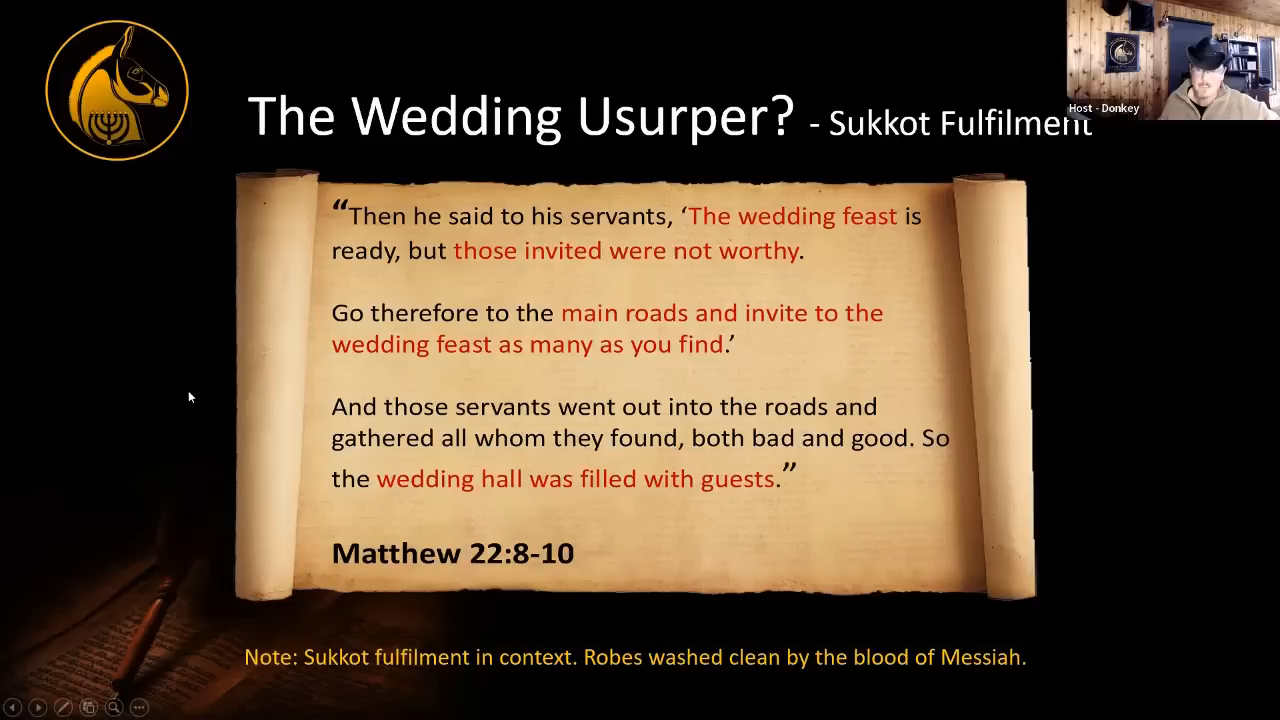 The Wedding Usurper? - Sukkot Fulfilment
Host - Donkey
“Then he said to his servants, ‘The wedding feast is
ready, but those invited were not worthy.
Go therefore to the main roads and invite to the
wedding feast as many as you find.’
And those servants went out into the roads and
gathered all whom they found, both bad and good. So
the wedding hall was filled with guests.”
Matthew 22:8-10
Note: Sukkot fulfilment in context. Robes washed clean by the blood of Messiah.